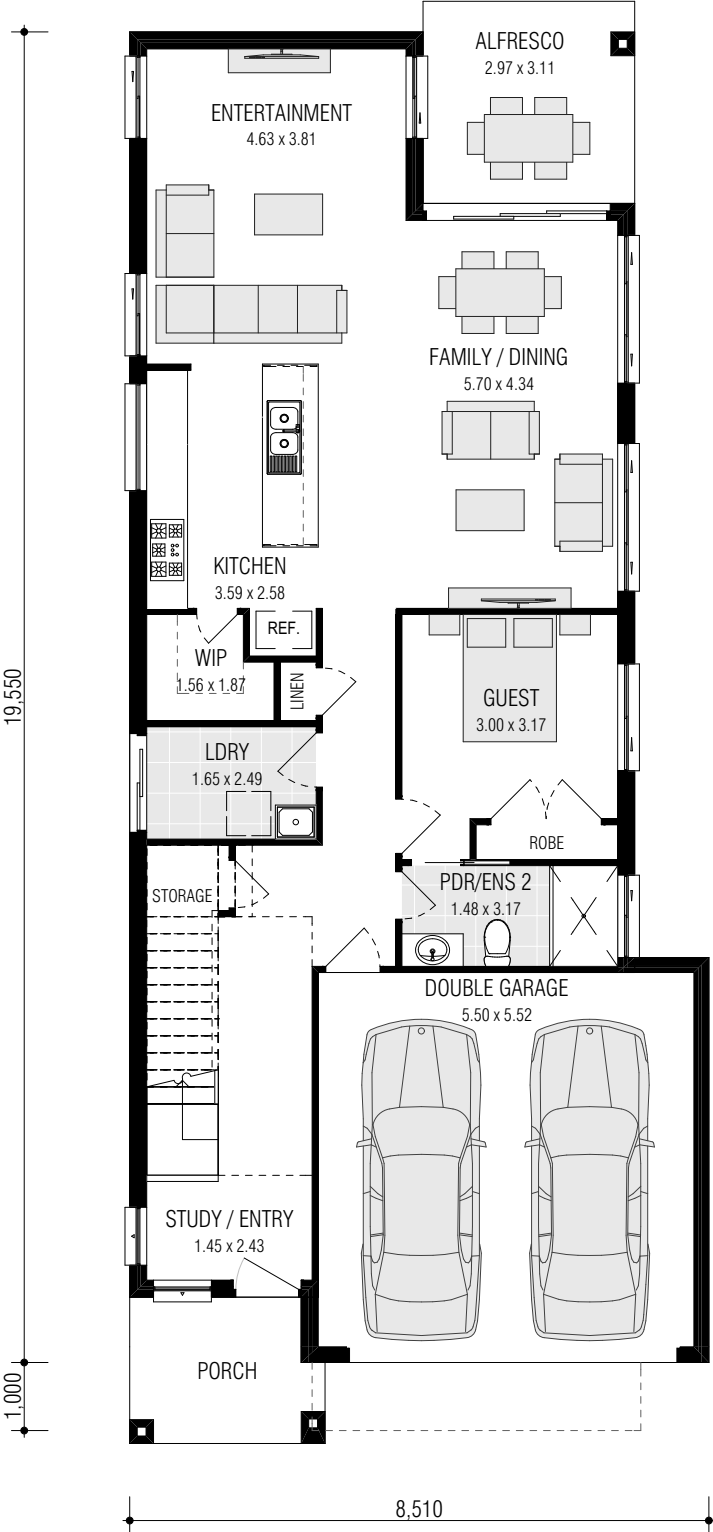 ALFRESCO
2.97 x 3.11
ENTERTAINMENT
4.63 x 3.81
FAMILY / DINING
5.70 x 4.34
KITCHEN
3.59 x 2.58
REF.
WIP
1.56 x 1.87
LINEN
GUEST
3.00 x 3.17
19,550
LDRY
1.65 x 2.49
ROBE
STORAGE
PDR/ENS 2
1.48 x 3.17
DOUBLE GARAGE
5.50 x 5.52
STUDY / ENTRY
1.45 x 2.43
PORCH
1,000
8,510